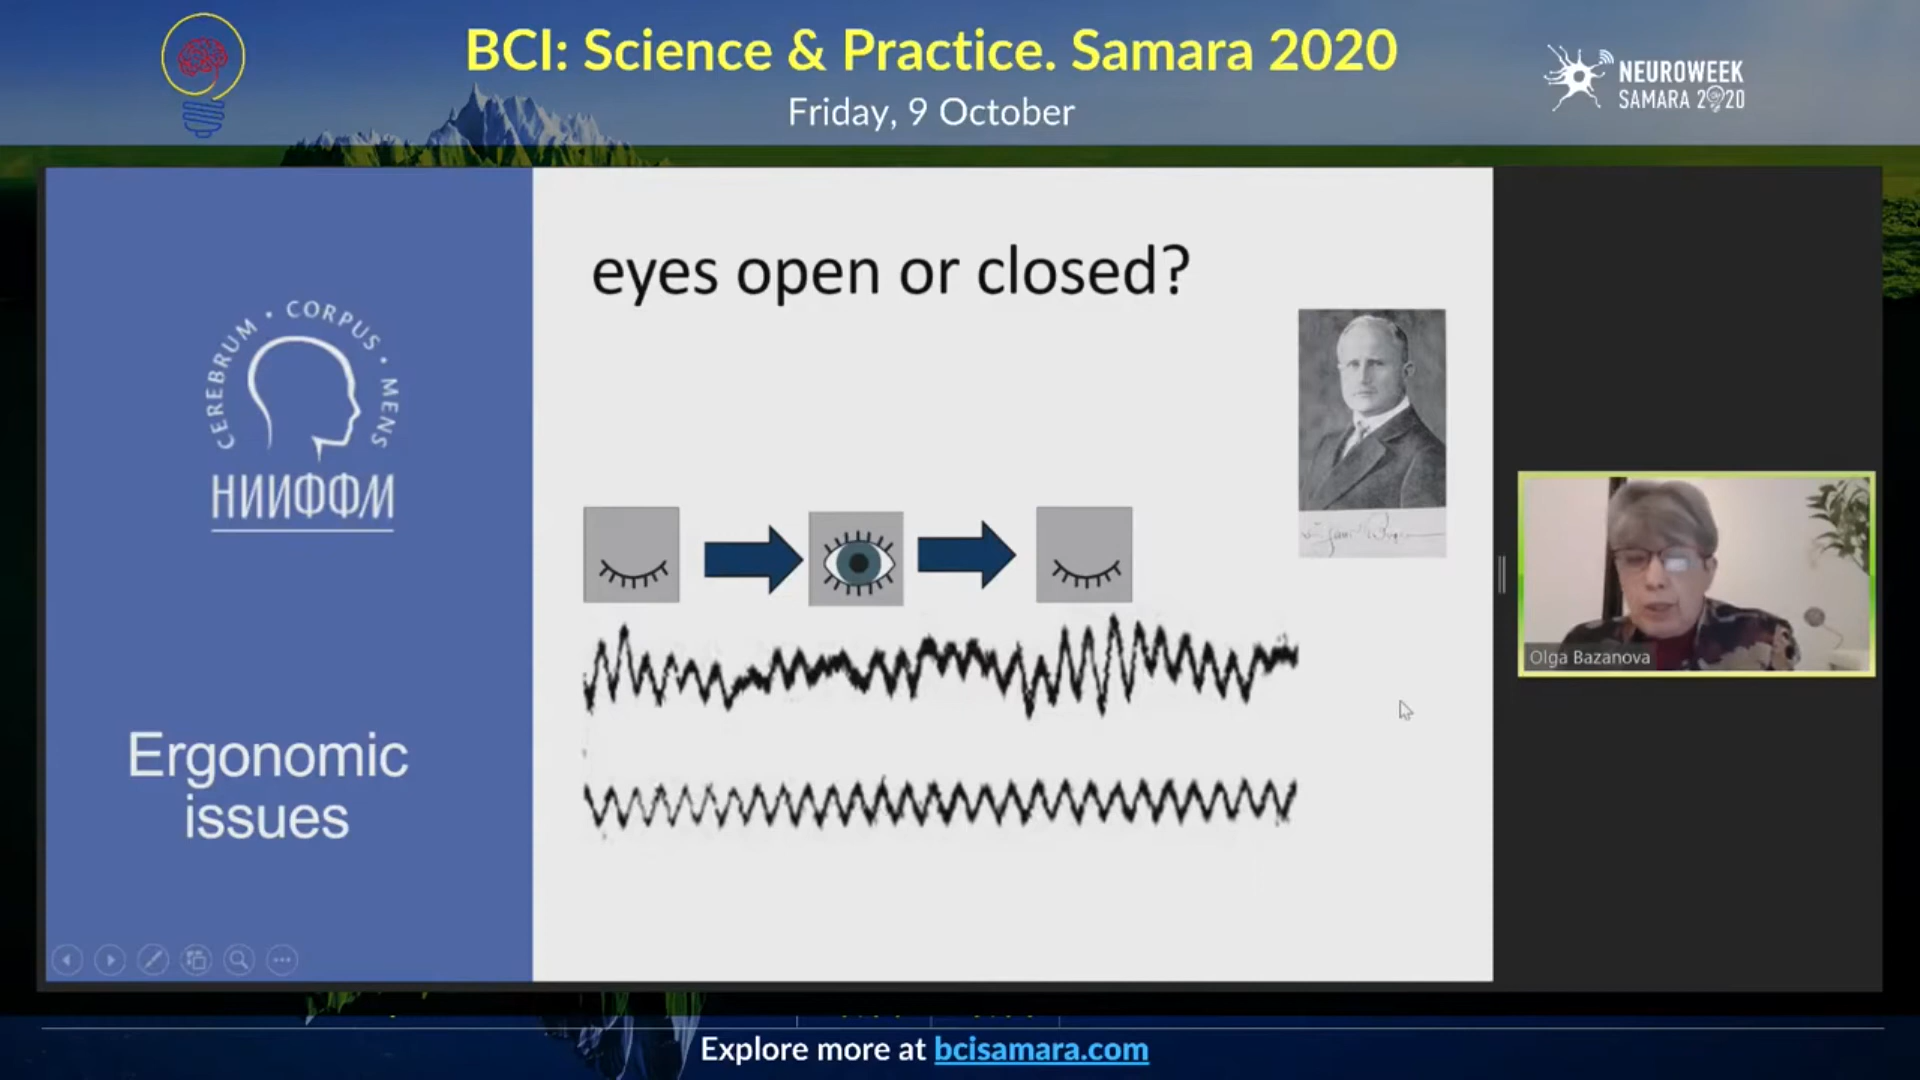 BCI: Science & Practice. Samara 2020
Friday, 9 October
NEUROWEEK
SAMARA 2020
CEREBRUM • CORPUS • MENS
НИИФФМ
Ergonomic
issues
eyes open or closed?
Olga Bazanova
Explore more at bcisamara.com